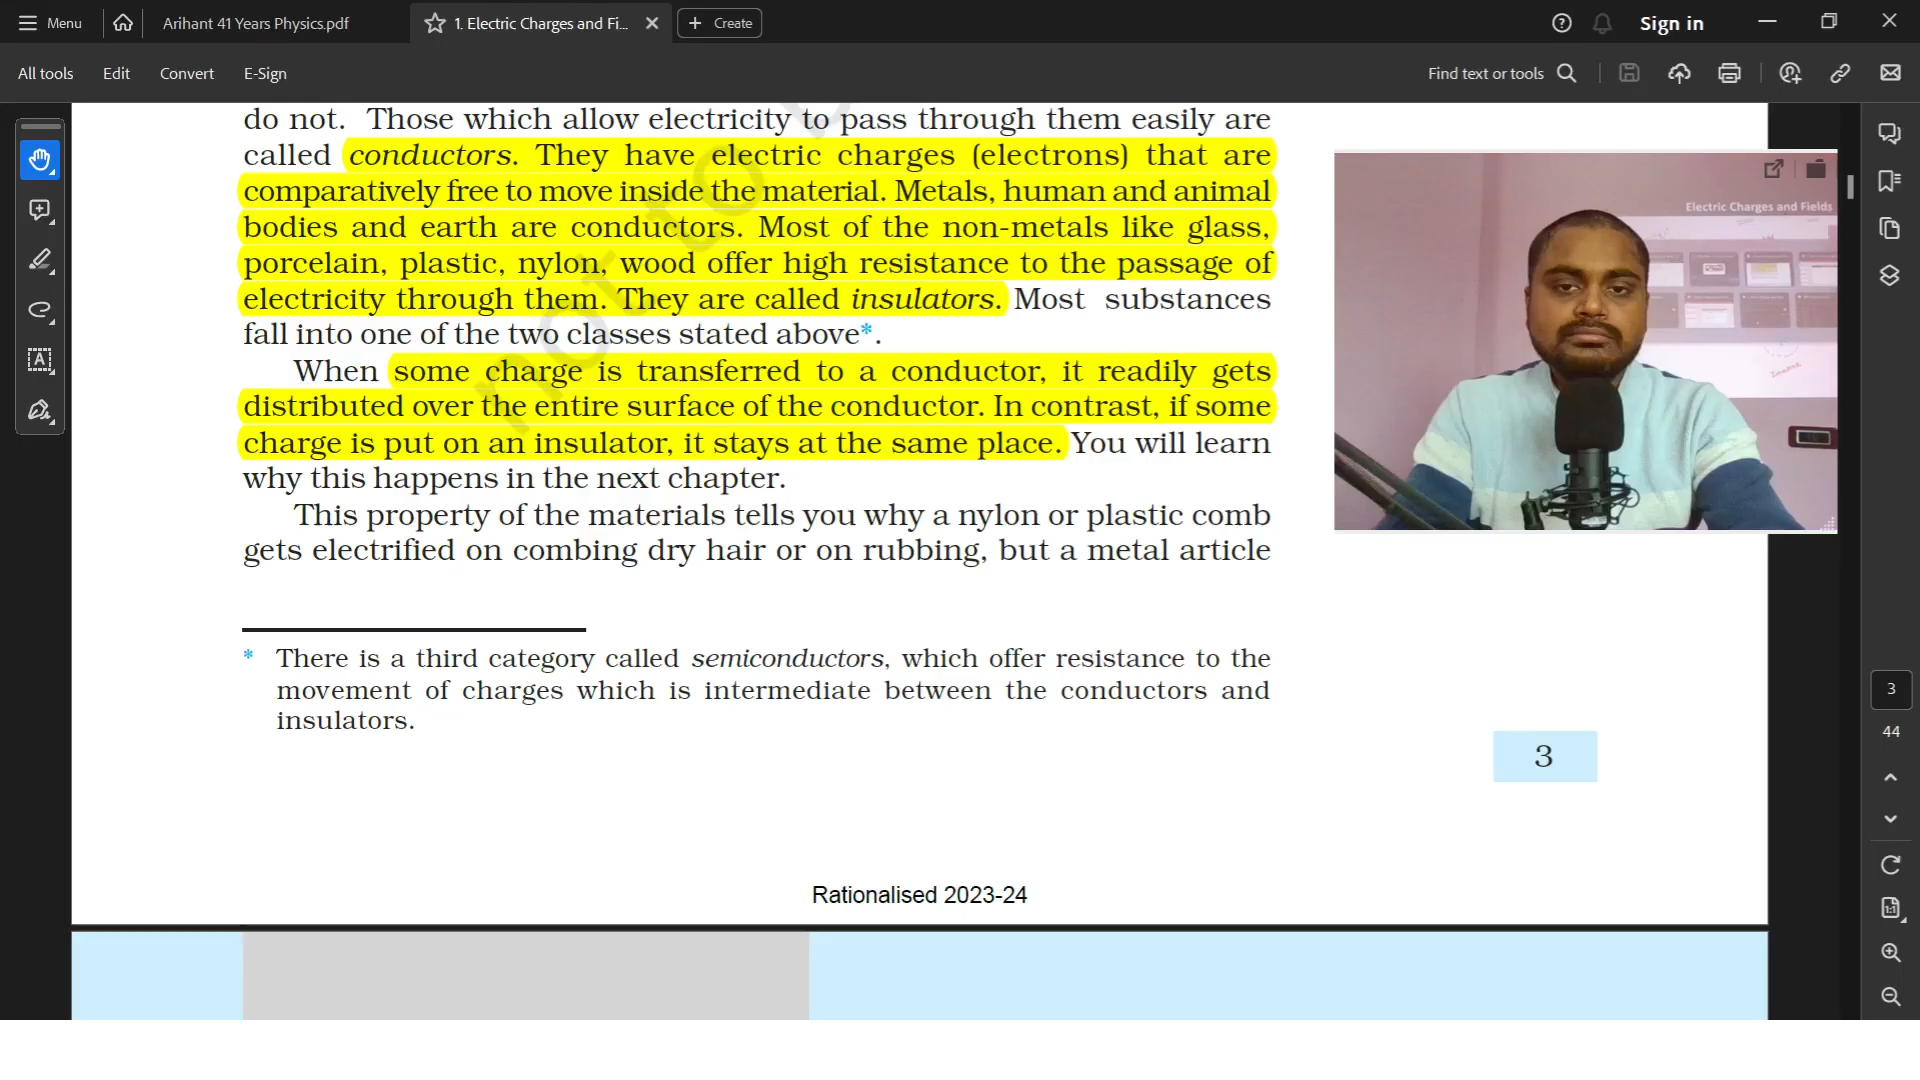 Menu
Arihant 41 Years Physics.pdf
1. Electric Charges and Fi...
Create
Sign in
All tools
Edit
Convert
E-Sign
Find text or tools
do not. Those which allow electricity to pass through them easily are
called conductors. They have electric charges (electrons) that are
comparatively free to move inside the material. Metals, human and animal
bodies and earth are conductors. Most of the non-metals like glass,
porcelain, plastic, nylon, wood offer high resistance to the passage of
electricity through them. They are called insulators. Most substances
fall into one of the two classes stated above*.
When some charge is transferred to a conductor, it readily gets
distributed over the entire surface of the conductor. In contrast, if some
charge is put on an insulator, it stays at the same place. You will learn
why this happens in the next chapter.
This property of the materials tells you why a nylon or plastic comb
gets electrified on combing dry hair or on rubbing, but a metal article
* There is a third category called semiconductors, which offer resistance to the
movement of charges which is intermediate between the conductors and
insulators.
3
Rationalised 2023-24
not to b
Electric Charges and Fields
3
44
1:1